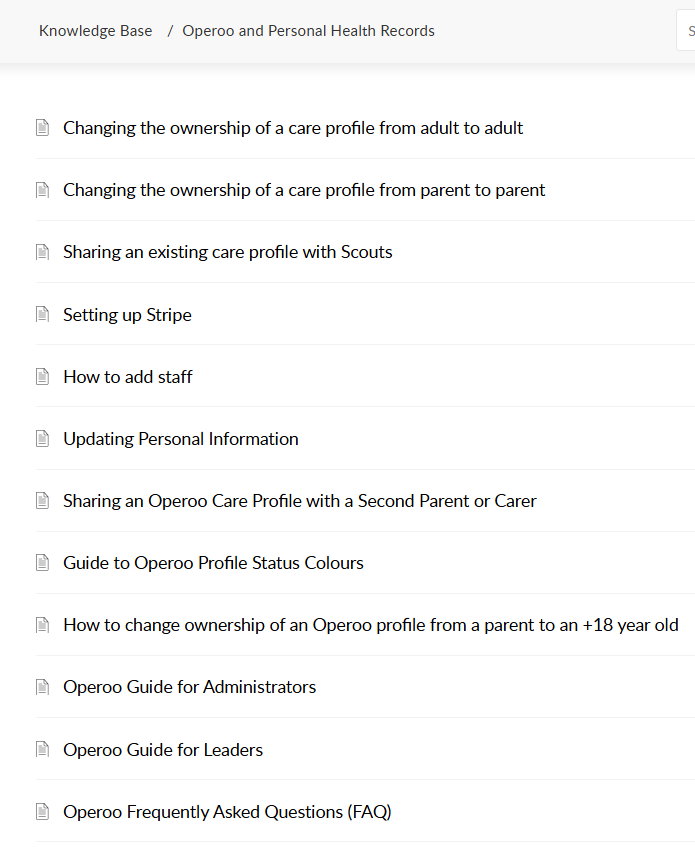 Knowledge Base / Operoo and Personal Health Records
Changing the ownership of a care profile from adult to adult
Changing the ownership of a care profile from parent to parent
Sharing an existing care profile with Scouts
Setting up Stripe
How to add staff
Updating Personal Information
Sharing an Operoo Care Profile with a Second Parent or Carer
Guide to Operoo Profile Status Colours
How to change ownership of an Operoo profile from a parent to an +18 year old
Operoo Guide for Administrators
Operoo Guide for Leaders
Operoo Frequently Asked Questions (FAQ)